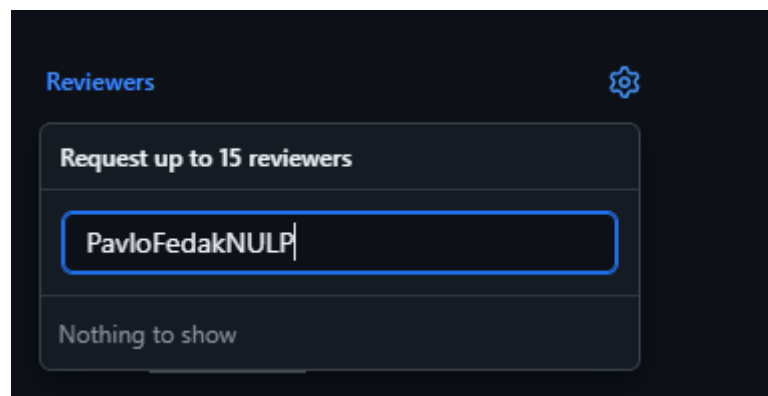 Reviewers
Request up to 15 reviewers
PavloFedakNULP
Nothing to show